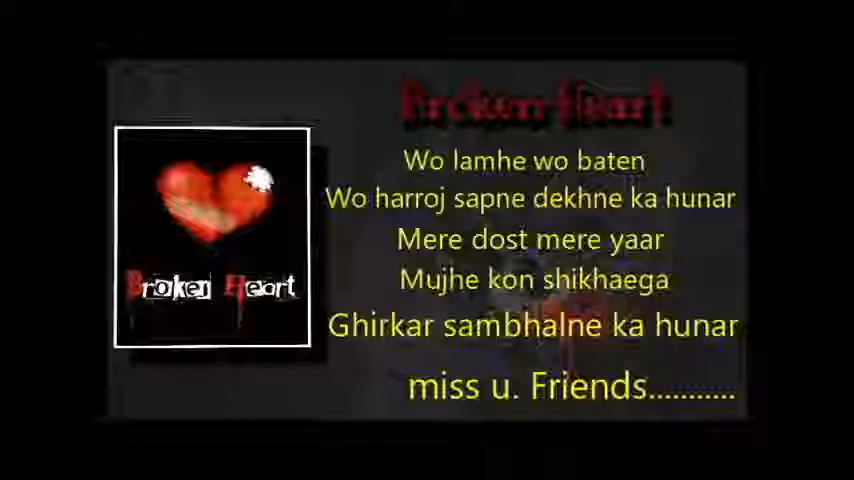 Broken Heart
Wo lamhe wo baten
Wo harroj sapne dekhne ka hunar
Mere dost mere yaar
Mujhe kon shikhaega
Ghirkar sambhalne ka hunar
miss u. Friends...........
Broken Heart